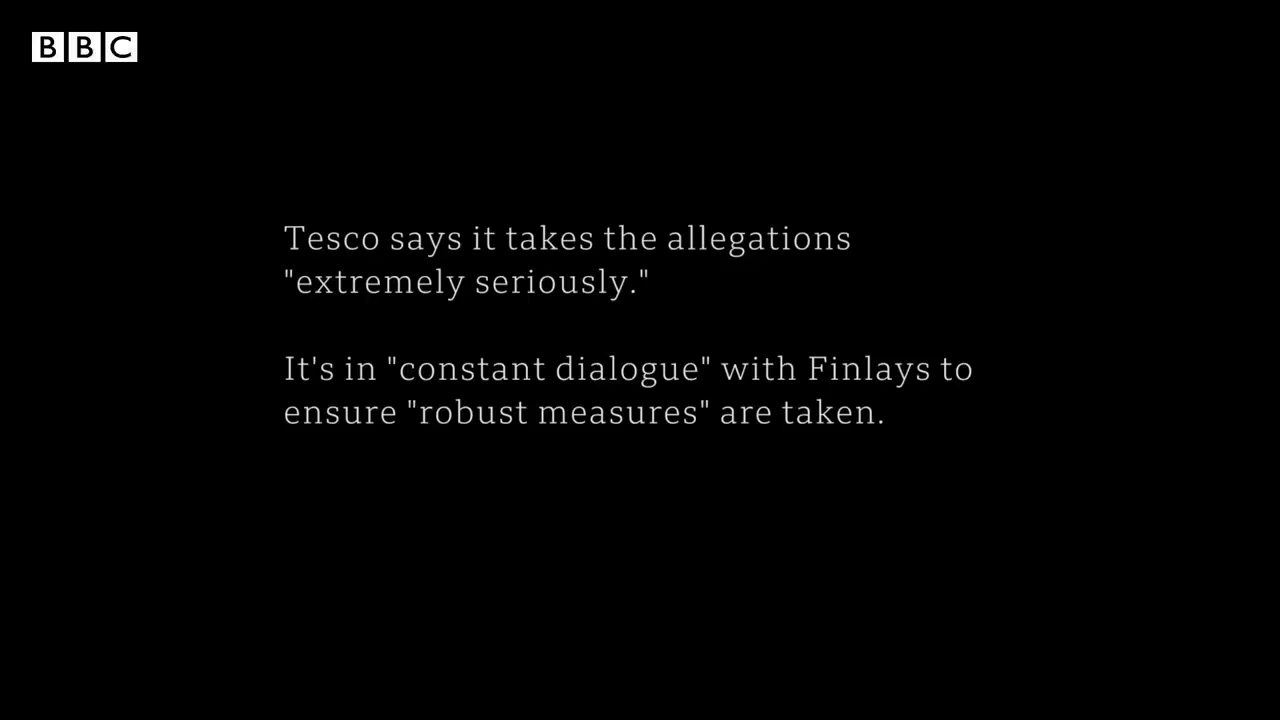 BBC
Tesco says it takes the allegations
"extremely seriously."
It's in "constant dialogue" with Finlays to
ensure "robust measures" are taken.